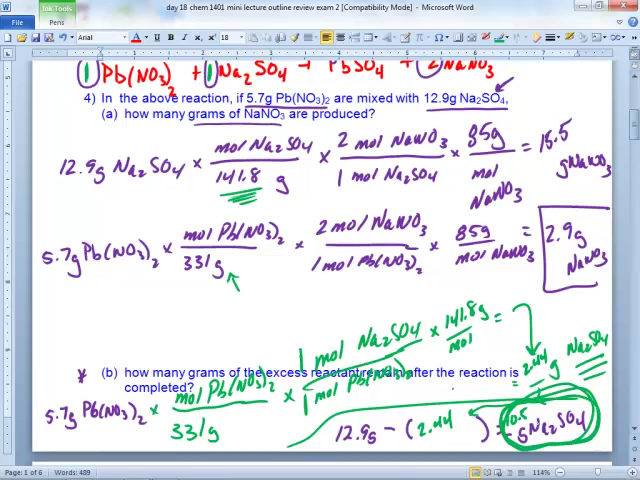 Ink Tools
day 18 chem 1401 mini lecture outline review exam 2 [Compatibility Mode] - Microsoft Word
File
Pens
Arial
18
1 Pb(NO3)2 + 1 Na2SO4 → PbSO4 + 2 NaNO3
4) In the above reaction, if 5.7g Pb(NO3)2 are mixed with 12.9g Na2SO4,
(a) how many grams of NaNO3 are produced?
12.9g Na2SO4 × mol Na2SO4 / 141.8 g × 2 mol NaNO3 / 1 mol Na2SO4 × 85g / mol NaNO3 = 15.5 g NaNO3
5.7g Pb(NO3)2 × mol Pb(NO3)2 / 331g × 2 mol NaNO3 / 1 mol Pb(NO3)2 × 85g / mol NaNO3 = 2.9g NaNO3
* (b) how many grams of the excess reactant remain after the reaction is
completed?
5.7g Pb(NO3)2 × mol Pb(NO3)2 / 331g × 1 mol Na2SO4 / 1 mol Pb(NO3)2 × 141.8g / mol = 2.44 g Na2SO4
12.9g - (2.44) = 10.5 g Na2SO4
Page: 1 of 6
Words: 489
114%